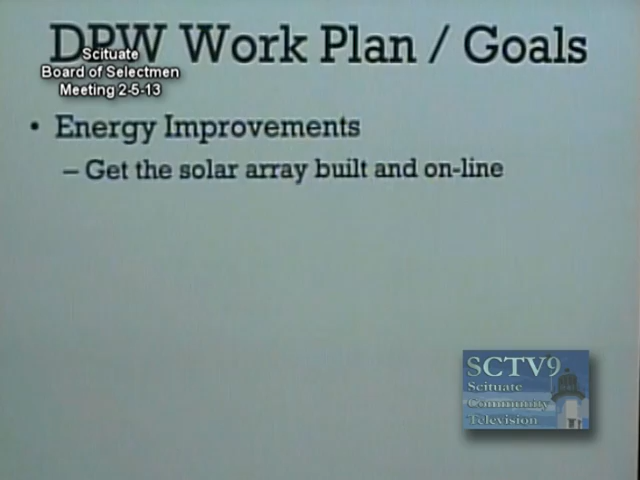 DPW Work Plan / Goals
Scituate
Board of Selectmen
Meeting 2-5-13
• Energy Improvements
– Get the solar array built and on-line
SCTV9
Scituate
Community
Television